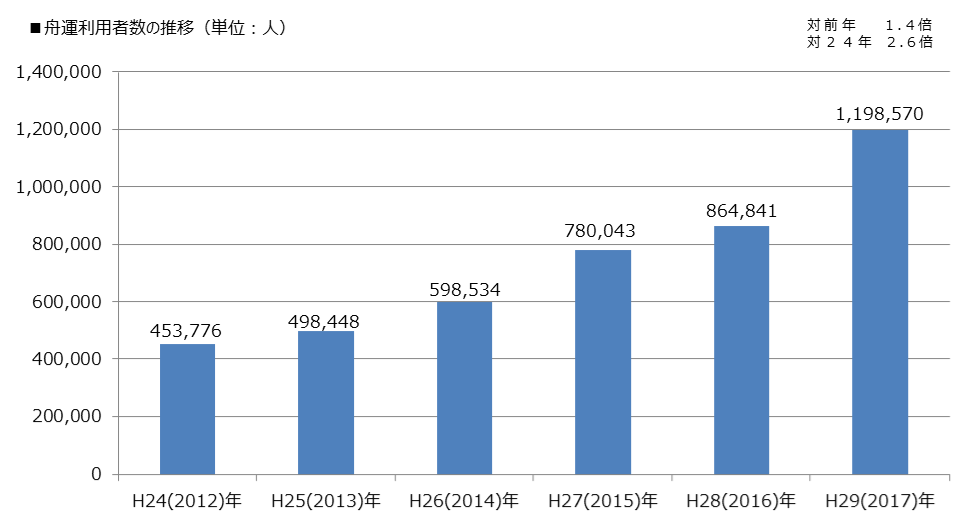 ■舟運利用者数の推移（単位：人）
対前年　1.4倍
対２４年　2.6倍
1,400,000
1,200,000
1,000,000
800,000
600,000
400,000
200,000
0
453,776
498,448
598,534
780,043
864,841
1,198,570
H24(2012)年
H25(2013)年
H26(2014)年
H27(2015)年
H28(2016)年
H29(2017)年